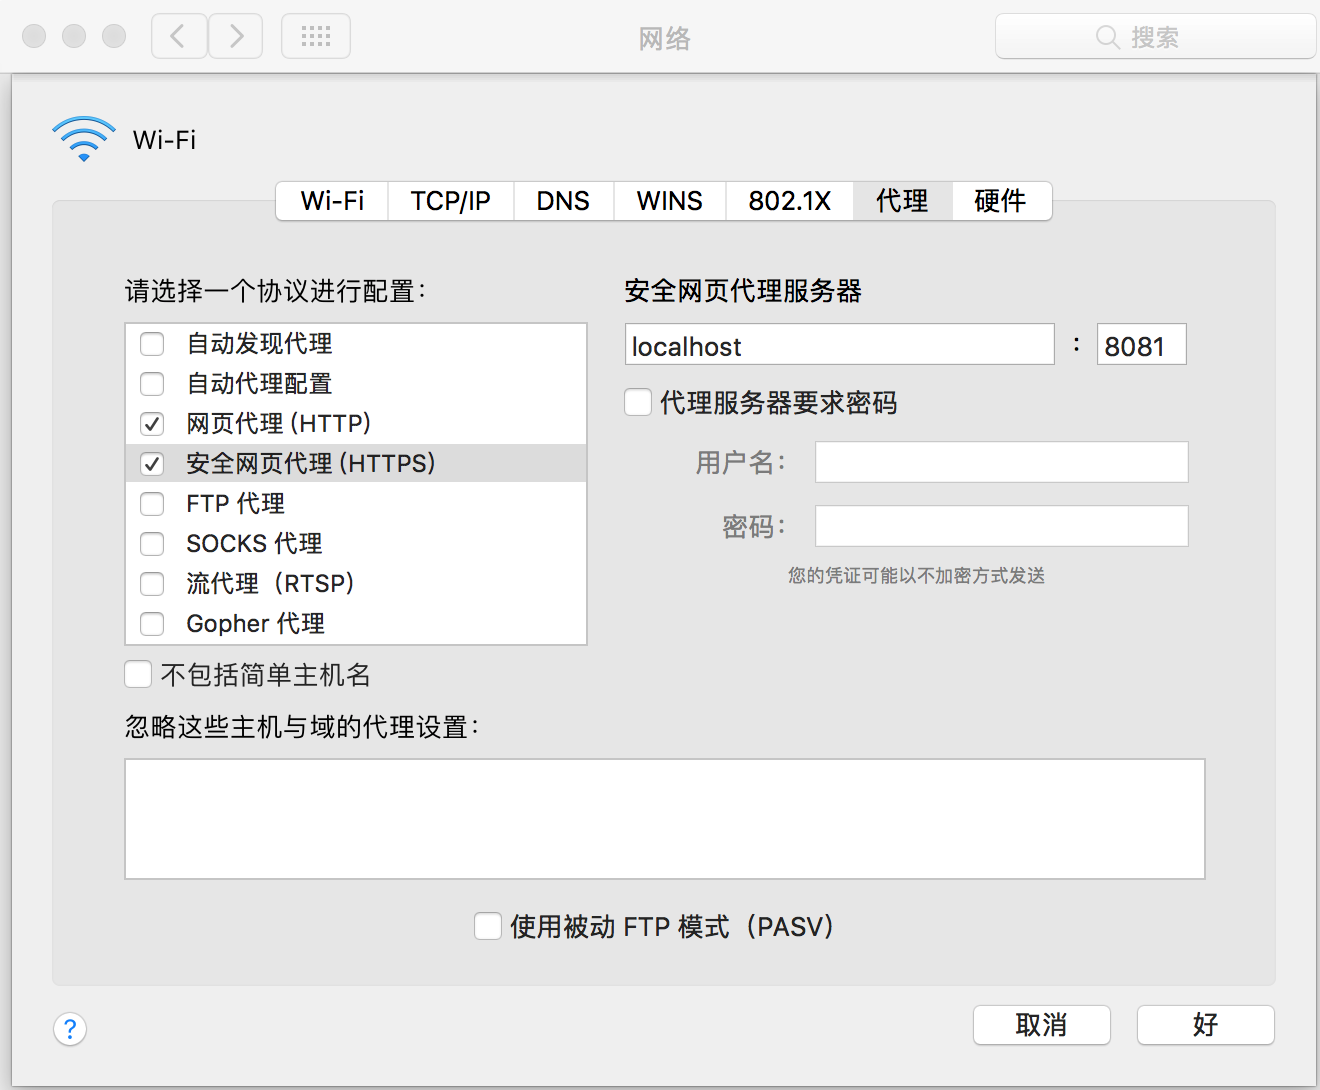 网络
搜索
Wi-Fi
Wi-Fi TCP/IP DNS WINS 802.1X 代理 硬件
请选择一个协议进行配置：
自动发现代理
自动代理配置
网页代理 (HTTP)
安全网页代理 (HTTPS)
FTP 代理
SOCKS 代理
流代理（RTSP）
Gopher 代理
不包括简单主机名
安全网页代理服务器
localhost : 8081
代理服务器要求密码
用户名：
密码：
您的凭证可能以不加密方式发送
忽略这些主机与域的代理设置：
使用被动 FTP 模式（PASV）
?
取消
好